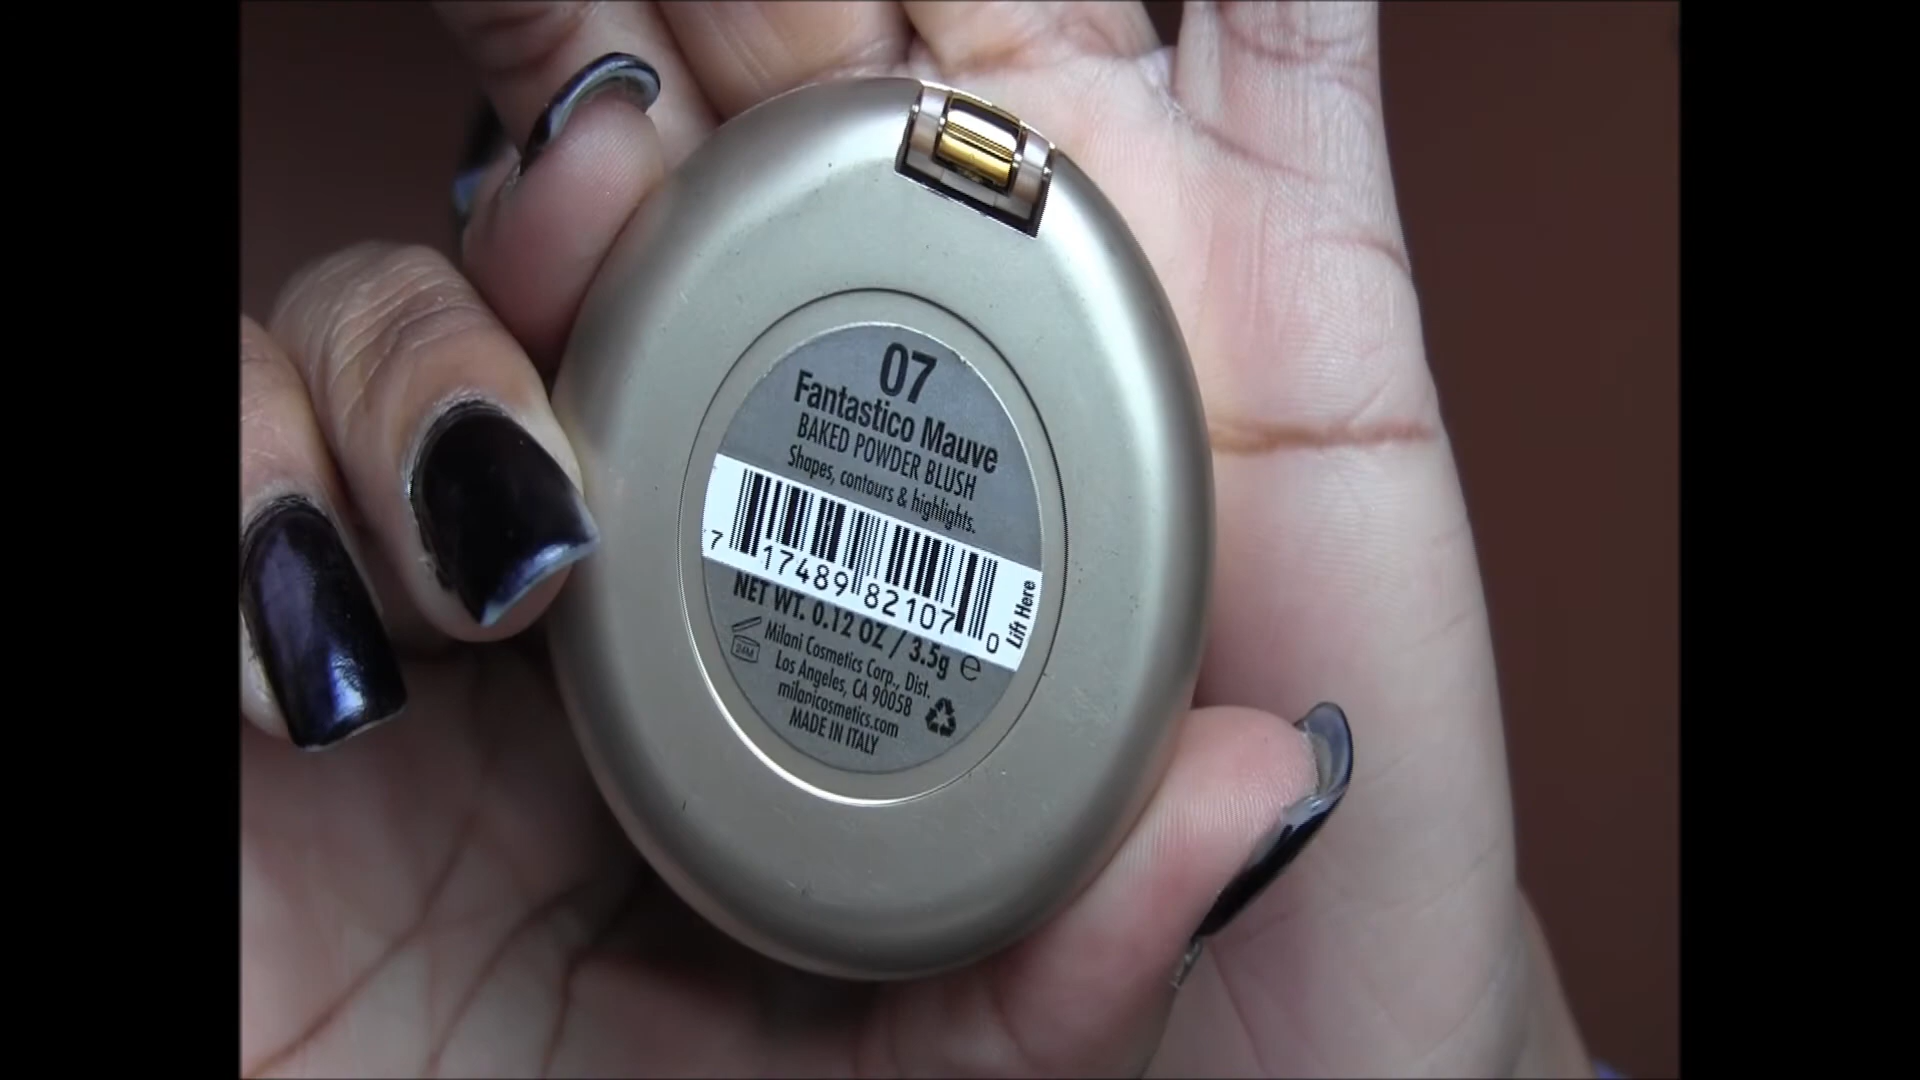 07
Fantastico Mauve
BAKED POWDER BLUSH
Shapes, contours & highlights.
7 17489 82107 0
Lift Here
NET WT. 0.12 OZ / 3.5g e
24M
Milani Cosmetics Corp., Dist.
Los Angeles, CA 90058
milanicosmetics.com
MADE IN ITALY